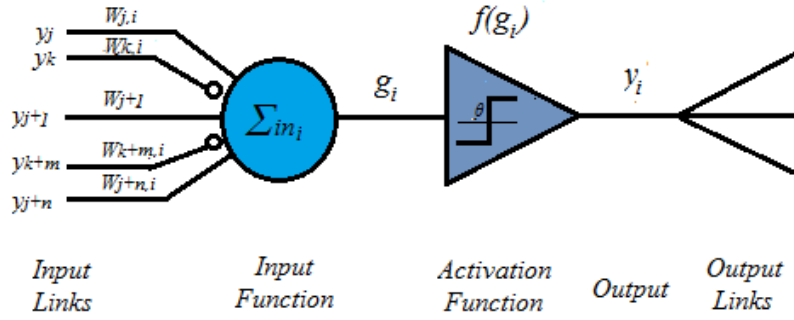 f(gᵢ)
yⱼ Wj,i
yₖ Wk,i
yj+1 Wj+1
yk+m Wk+m,i
yj+n Wj+n,i
Σinᵢ
gᵢ
θ
yᵢ
Input Links
Input Function
Activation Function
Output
Output Links